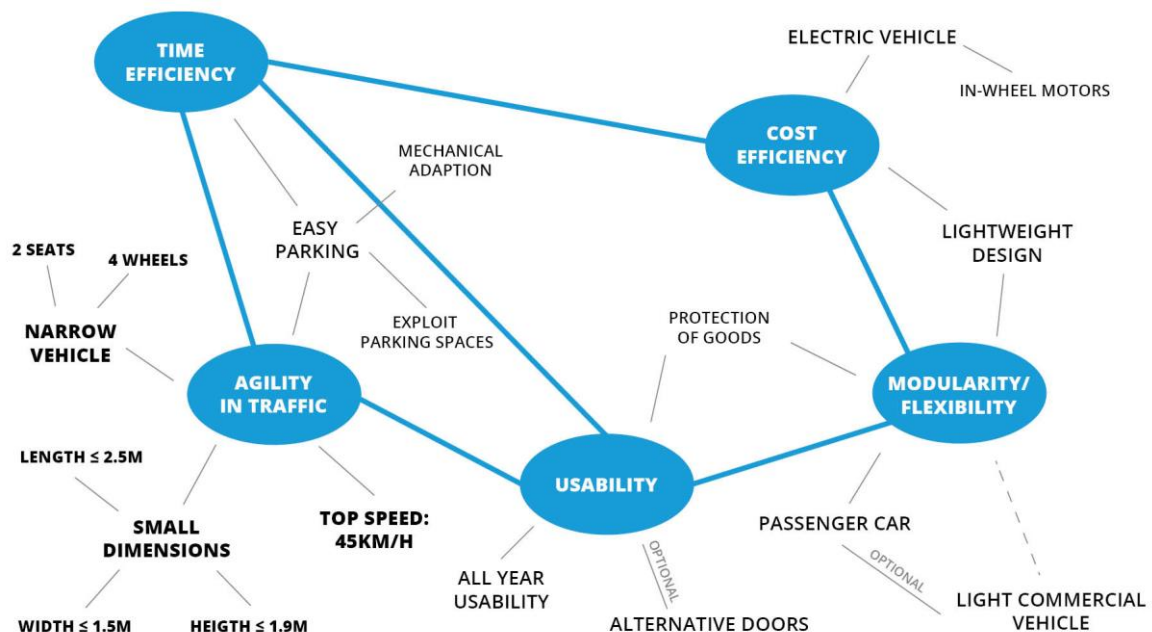 TIME
EFFICIENCY
ELECTRIC VEHICLE
IN-WHEEL MOTORS
COST
EFFICIENCY
MECHANICAL
ADAPTION
EASY
PARKING
LIGHTWEIGHT
DESIGN
2 SEATS
4 WHEELS
NARROW
VEHICLE
EXPLOIT
PARKING SPACES
PROTECTION
OF GOODS
AGILITY
IN TRAFFIC
MODULARITY/
FLEXIBILITY
LENGTH ≤ 2.5M
USABILITY
SMALL
DIMENSIONS
TOP SPEED:
45KM/H
PASSENGER CAR
OPTIONAL
OPTIONAL
ALL YEAR
USABILITY
WIDTH ≤ 1.5M
HEIGTH ≤ 1.9M
ALTERNATIVE DOORS
LIGHT COMMERCIAL
VEHICLE